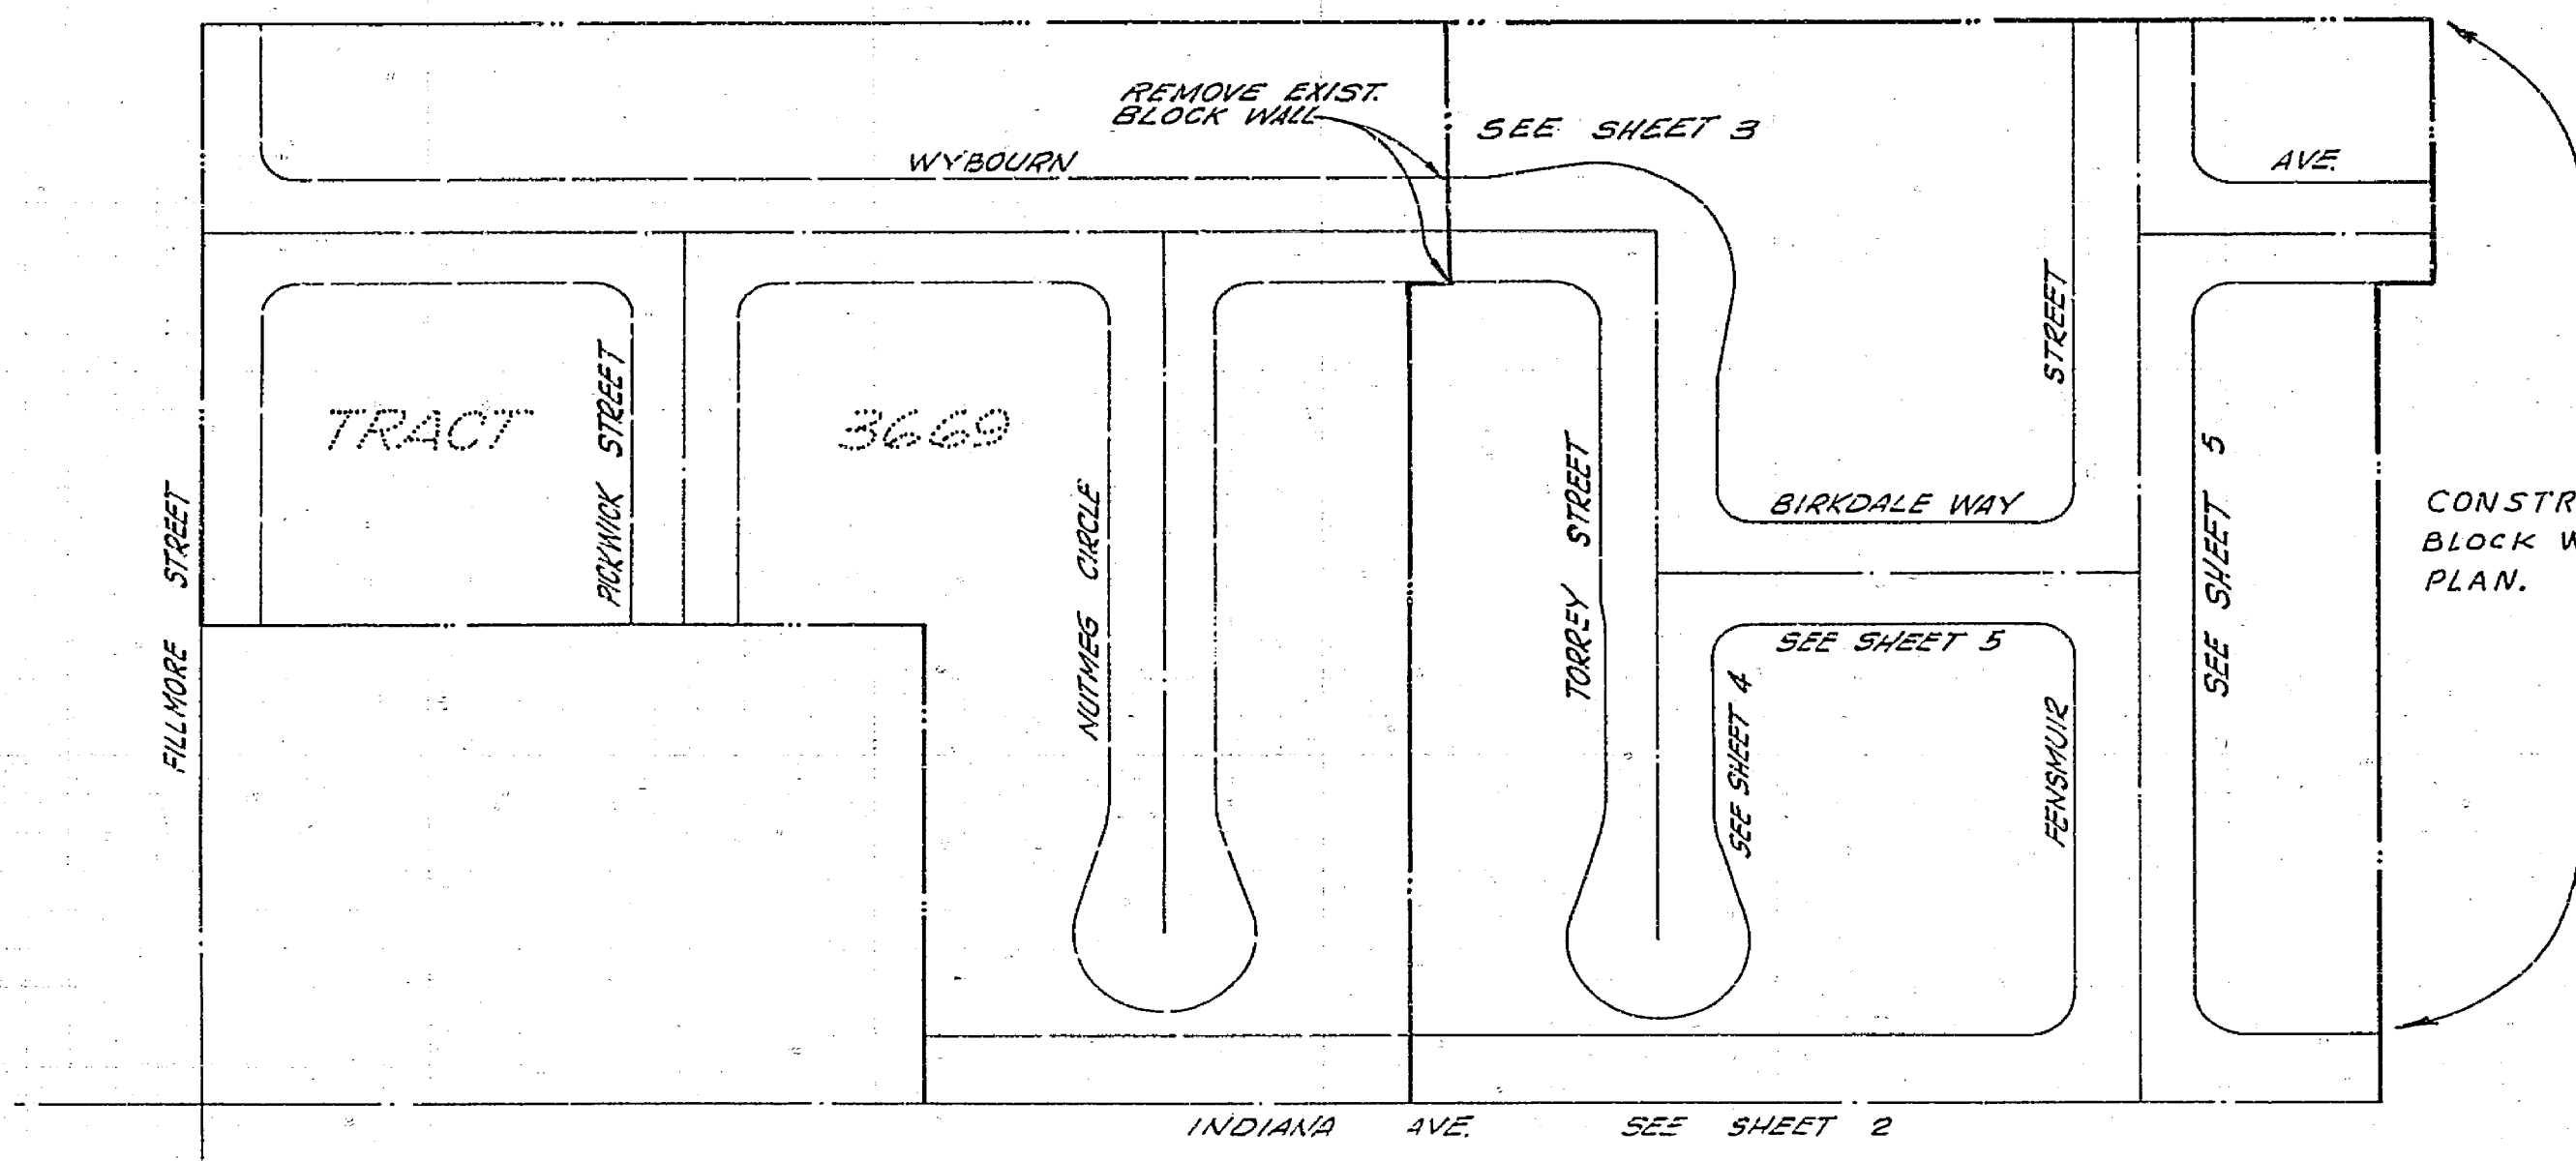 REMOVE EXIST.
BLOCK WALL
SEE SHEET 3
WYBOURN
AVE.
STREET
TRACT
3669
PICKWICK STREET
FILLMORE STREET
NUTMEG CIRCLE
TORREY STREET
BIRKDALE WAY
SEE SHEET 5
SEE SHEET 4
FENSMUIR
SEE SHEET 5
CONSTR
BLOCK W
PLAN.
INDIANA AVE. SEE SHEET 2